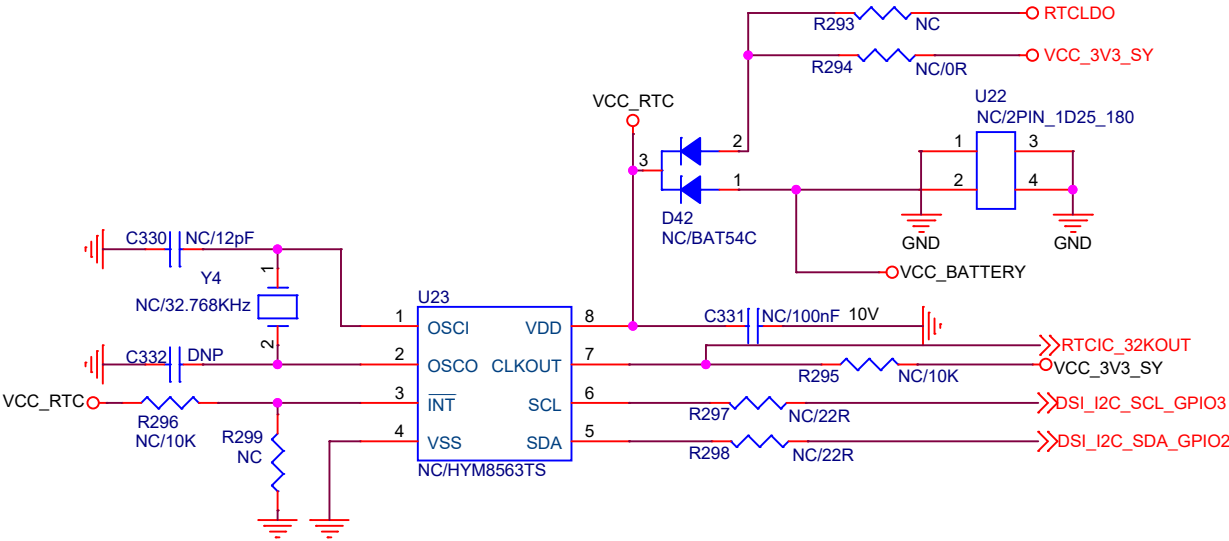 R293
NC
RTCLDO
R294
NC/0R
VCC_3V3_SY
U22
NC/2PIN_1D25_180
VCC_RTC
1
3
2
4
3
2
1
D42
NC/BAT54C
GND
GND
VCC_BATTERY
C330
NC/12pF
Y4
1
NC/32.768KHz
2
C332
DNP
VCC_RTC
R296
NC/10K
R299
NC
U23
1
OSCI
VDD
8
2
OSCO
CLKOUT
7
3
INT
SCL
6
4
VSS
SDA
5
NC/HYM8563TS
C331
NC/100nF
10V
RTCIC_32KOUT
R295
NC/10K
VCC_3V3_SY
R297
NC/22R
DSI_I2C_SCL_GPIO3
R298
NC/22R
DSI_I2C_SDA_GPIO2